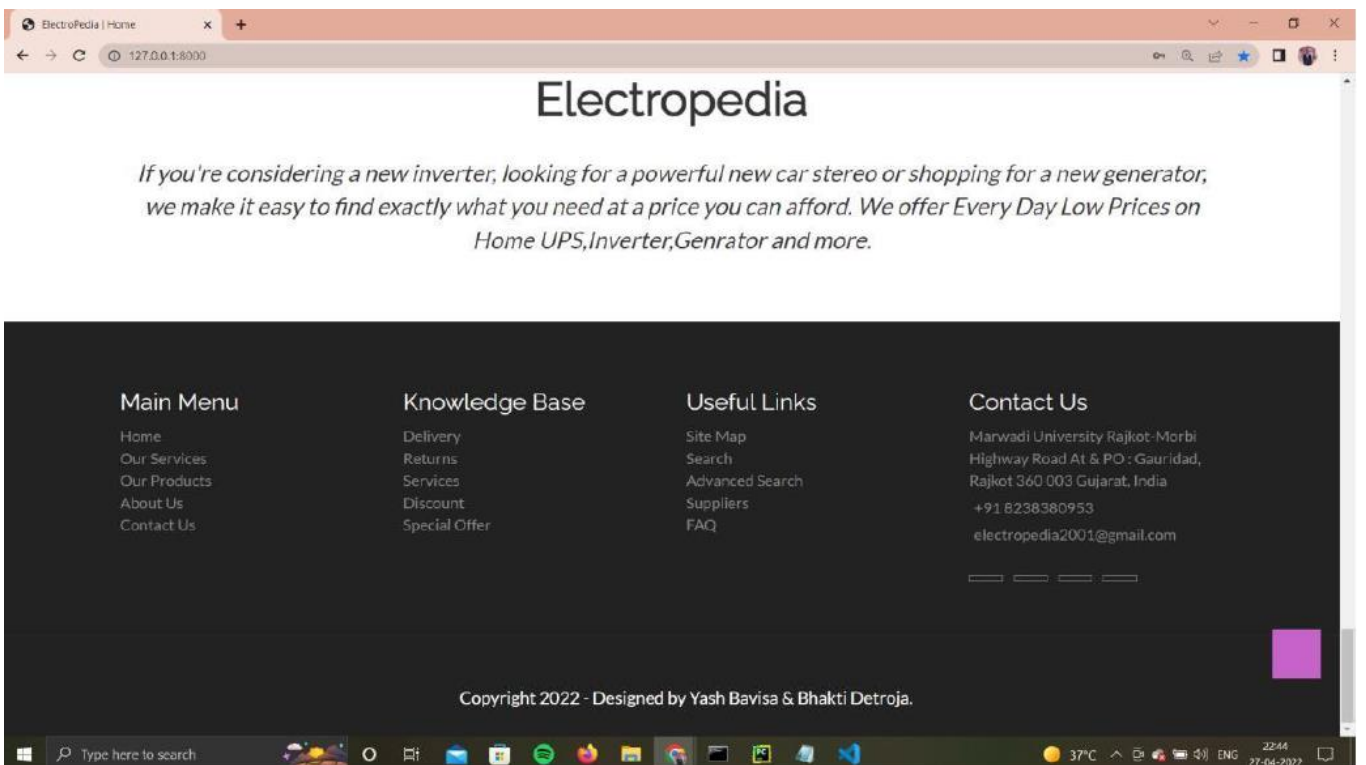 ElectroPedia | Home
127.0.0.1:8000
Electropedia
If you're considering a new inverter, looking for a powerful new car stereo or shopping for a new generator,
we make it easy to find exactly what you need at a price you can afford. We offer Every Day Low Prices on
Home UPS,Inverter,Genrator and more.
Main Menu
Home
Our Services
Our Products
About Us
Contact Us
Knowledge Base
Delivery
Returns
Services
Discount
Special Offer
Useful Links
Site Map
Search
Advanced Search
Suppliers
FAQ
Contact Us
Marwadi University Rajkot-Morbi
Highway Road At & PO : Gauridad,
Rajkot 360 003 Gujarat, India
+91 8238380953
electropedia2001@gmail.com
Copyright 2022 - Designed by Yash Bavisa & Bhakti Detroja.
Type here to search
37°C
ENG
22:44
27-04-2022